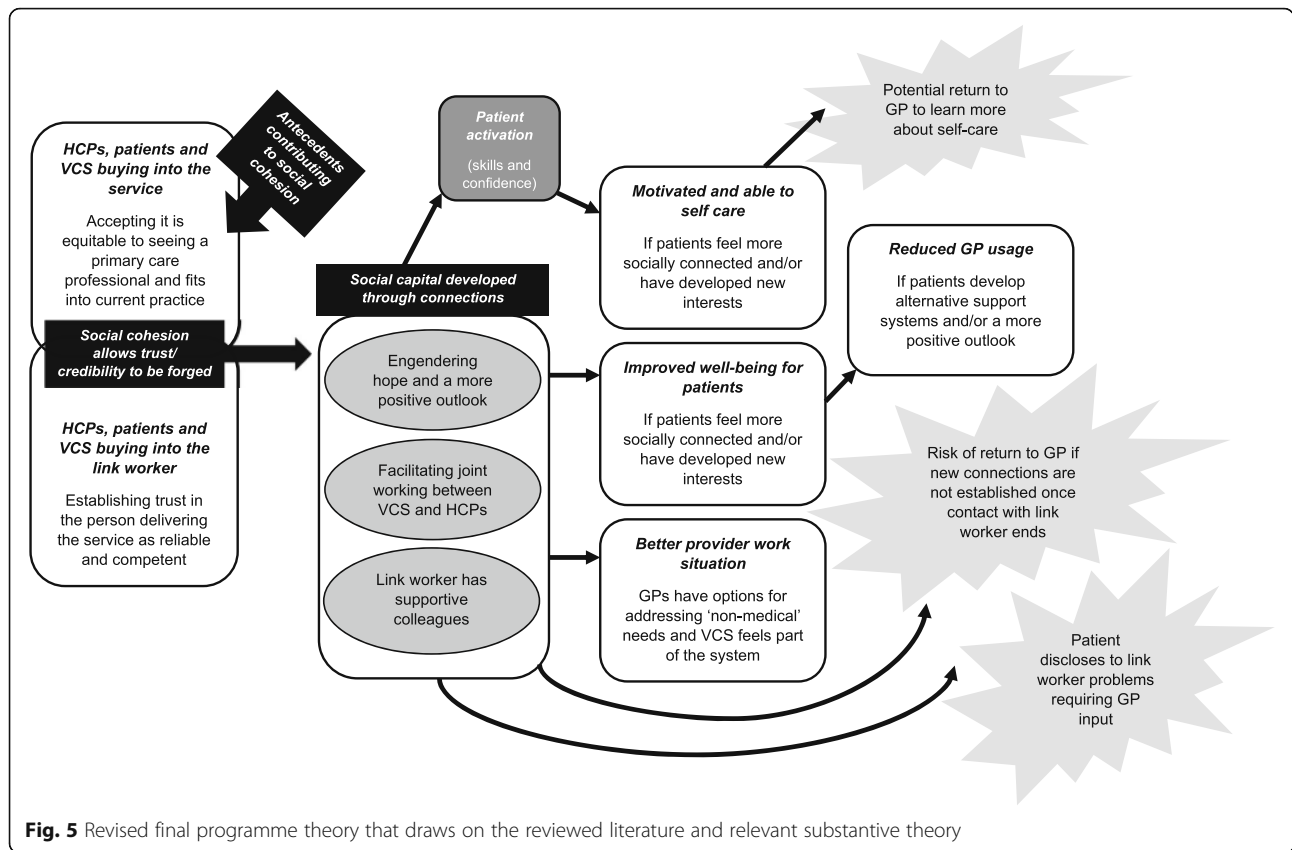 HCPs, patients and
VCS buying into the
service
Accepting it is
equitable to seeing a
primary care
professional and fits
into current practice
Antecedents
contributing
to social
cohesion
Social cohesion
allows trust/
credibility to be forged
HCPs, patients and
VCS buying into the
link worker
Establishing trust in
the person delivering
the service as reliable
and competent
Social capital developed
through connections
Engendering
hope and a more
positive outlook
Facilitating joint
working between
VCS and HCPs
Link worker has
supportive
colleagues
Patient
activation
(skills and
confidence)
Motivated and able to
self care
If patients feel more
socially connected and/or
have developed new
interests
Improved well-being for
patients
If patients feel more
socially connected and/or
have developed new
interests
Better provider work
situation
GPs have options for
addressing ‘non-medical’
needs and VCS feels part
of the system
Potential return to
GP to learn more
about self-care
Reduced GP usage
If patients develop
alternative support
systems and/or a more
positive outlook
Risk of return to GP if
new connections are
not established once
contact with link
worker ends
Patient
discloses to link
worker problems
requiring GP
input
Fig. 5 Revised final programme theory that draws on the reviewed literature and relevant substantive theory